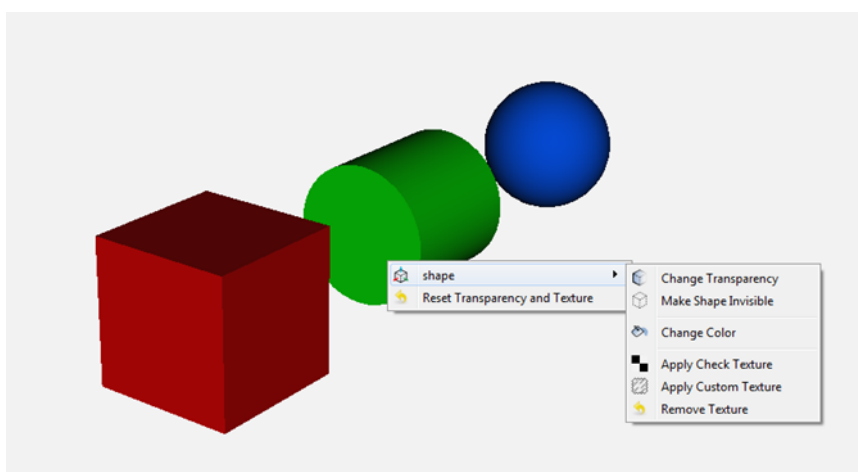 shape
Reset Transparency and Texture
Change Transparency
Make Shape Invisible
Change Color
Apply Check Texture
Apply Custom Texture
Remove Texture